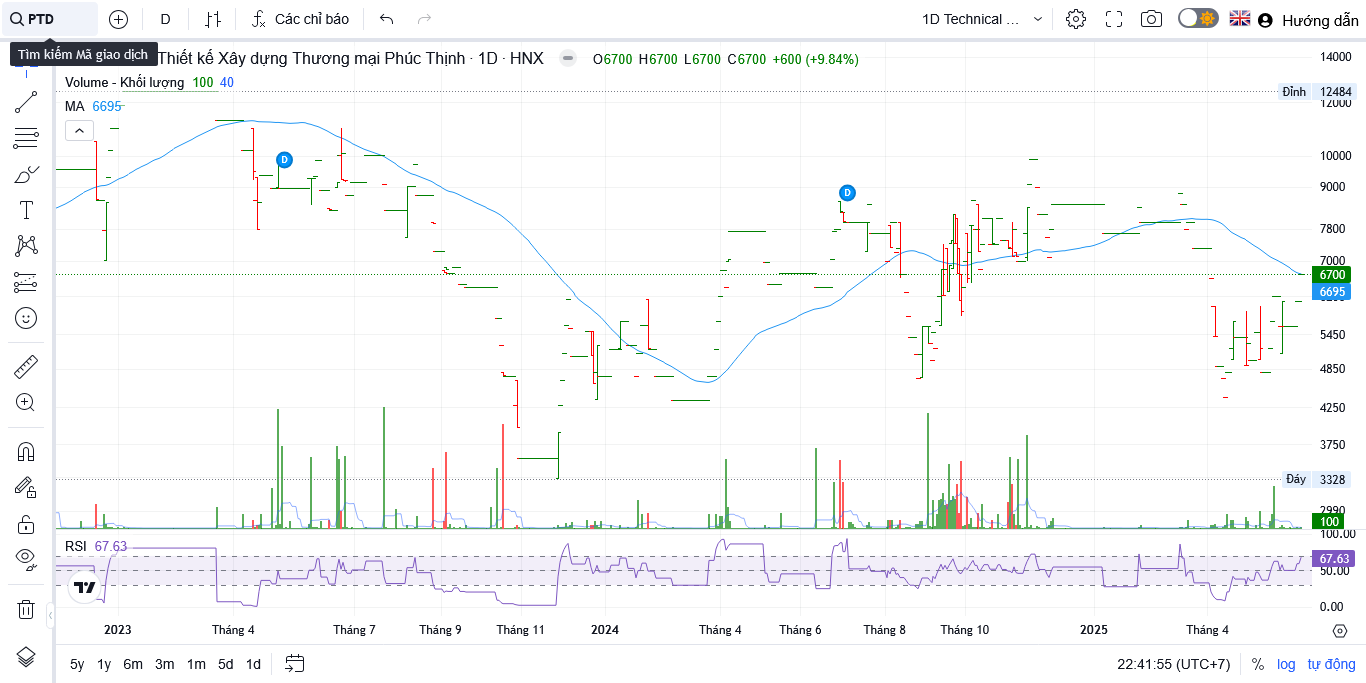 PTD
D
Các chỉ báo
1D Technical ...
Hướng dẫn
Tìm kiếm Mã giao dịch
Thiết kế Xây dựng Thương mại Phúc Thịnh · 1D · HNX
O6700 H6700 L6700 C6700 +600 (+9.84%)
Volume - Khối lượng 100 40
MA 6695
14000
Đỉnh 12484
12000
D
10000
D
9000
7800
7000
6700
6695
5450
4850
4250
3750
Đáy 3328
2990
100
RSI 67.63
100.00
67.63
50.00
0.00
2023 Tháng 4 Tháng 7 Tháng 9 Tháng 11 2024 Tháng 4 Tháng 6 Tháng 8 Tháng 10 2025 Tháng 4
5y 1y 6m 3m 1m 5d 1d
22:41:55 (UTC+7) % log tự động